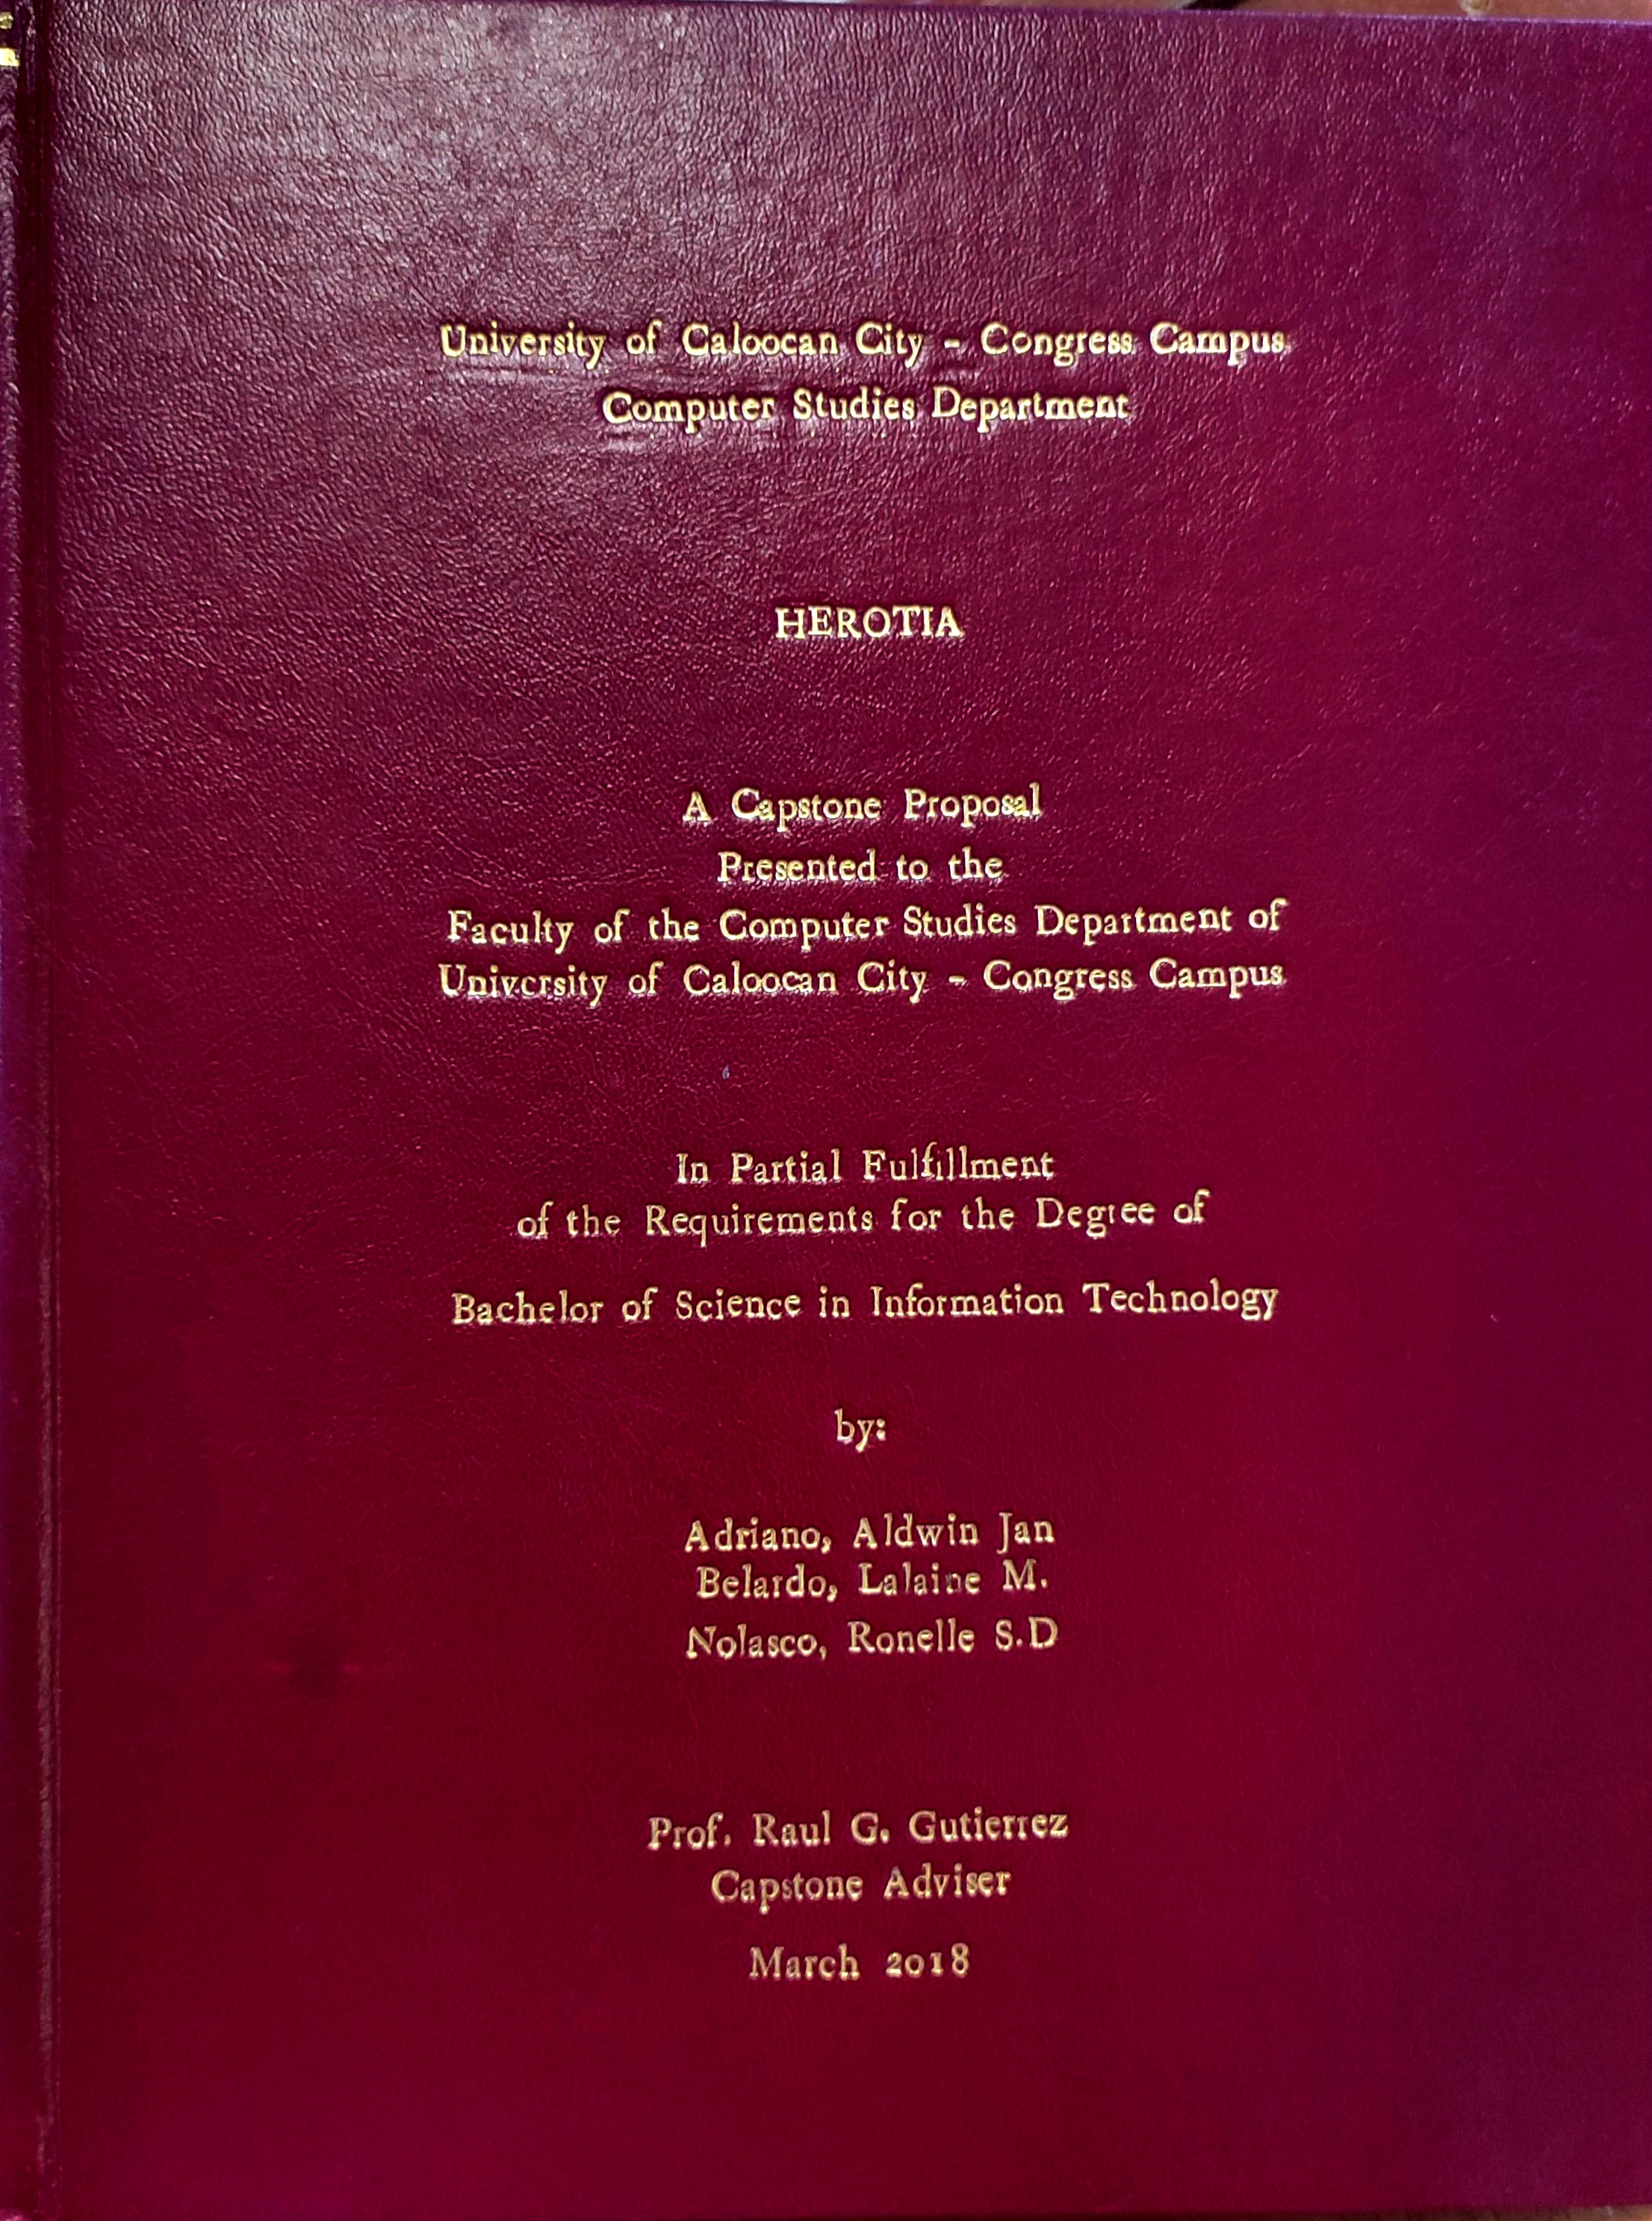 University of Caloocan City - Congress Campus
Computer Studies Department
HEROTIA
A Capstone Proposal
Presented to the
Faculty of the Computer Studies Department of
University of Caloocan City - Congress Campus
In Partial Fulfillment
of the Requirements for the Degree of
Bachelor of Science in Information Technology
by:
Adriano, Aldwin Jan
Belardo, Lalaine M.
Nolasco, Ronelle S.D
Prof. Raul G. Gutierrez
Capstone Adviser
March 2018